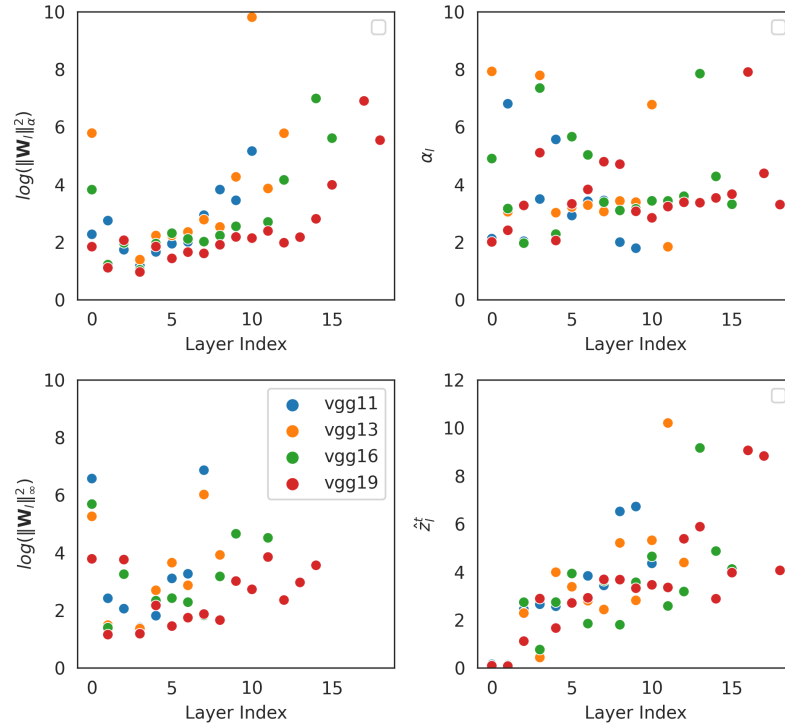 10
8
6
4
2
0
log(‖W_l‖²_α)
0 5 10 15
Layer Index
10
8
6
4
2
0
α_l
0 5 10 15
Layer Index
10
8
6
4
2
0
log(‖W_l‖²_∞)
0 5 10 15
Layer Index
vgg11
vgg13
vgg16
vgg19
12
10
8
6
4
2
0
ẑ_l^t
0 5 10 15
Layer Index